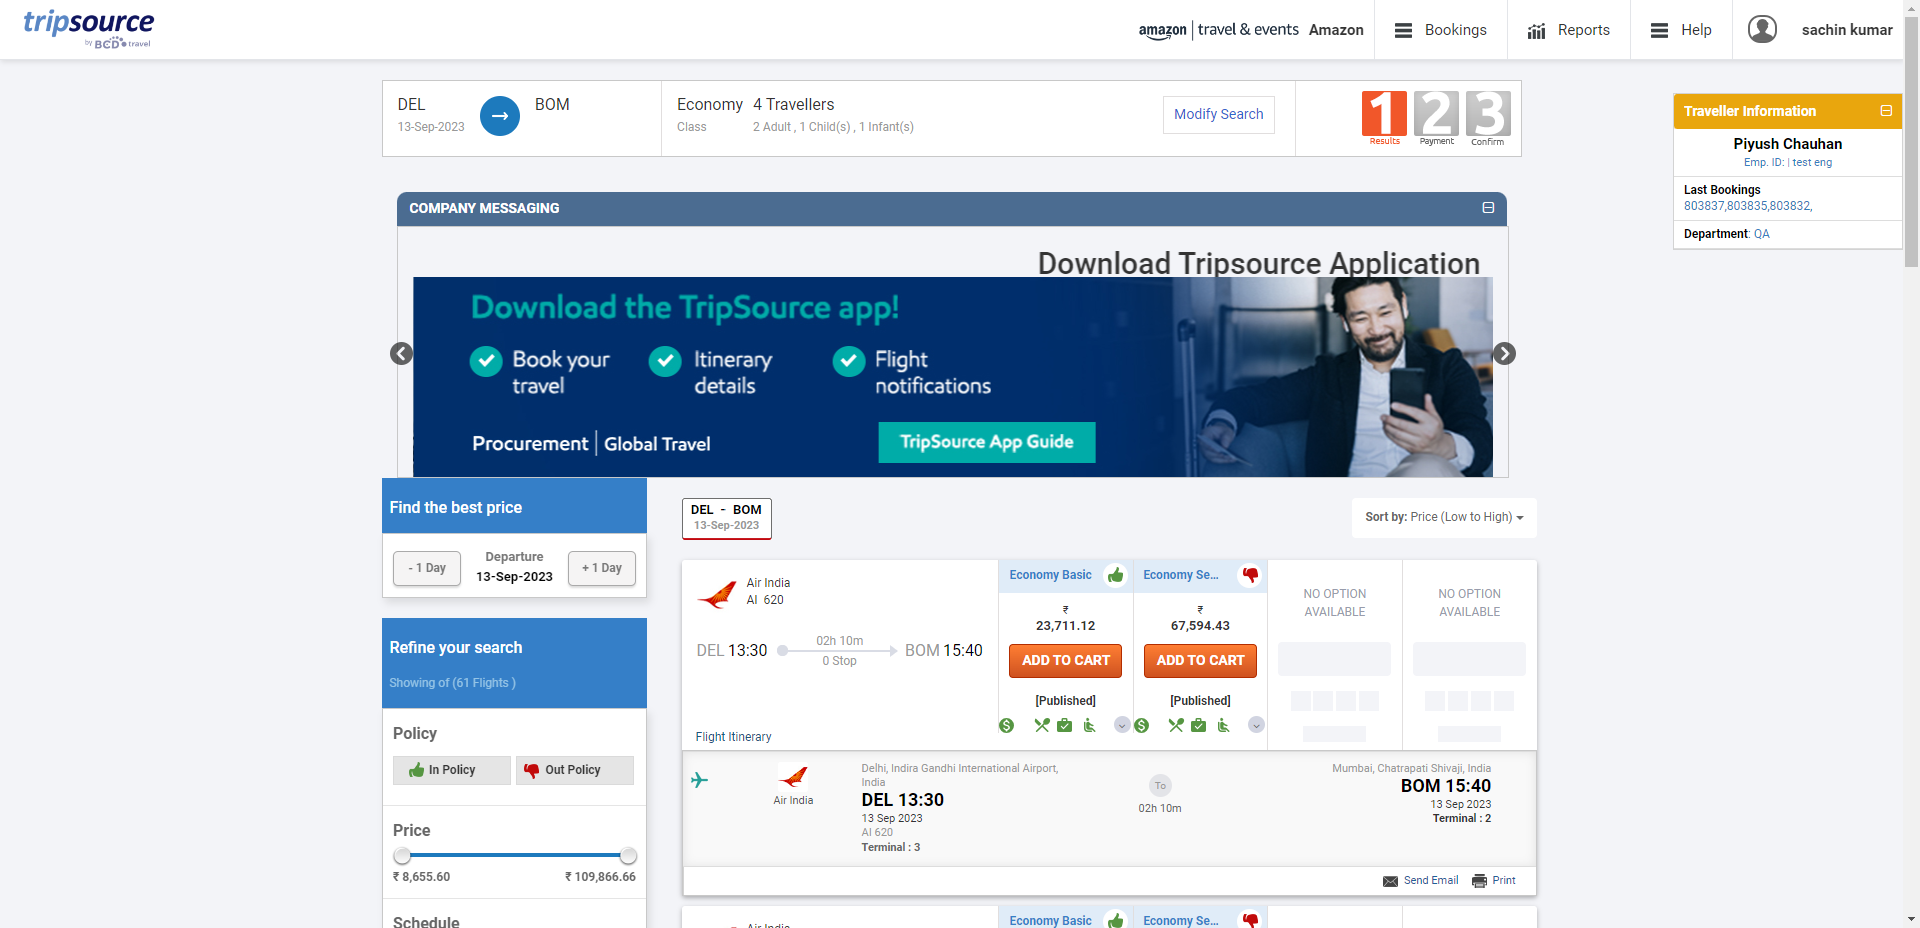 tripsource
by BCD travel
amazon | travel & events Amazon
Bookings
Reports
Help
sachin kumar
DEL
13-Sep-2023
BOM
Economy
Class
4 Travellers
2 Adult , 1 Child(s) , 1 Infant(s)
Modify Search
1 2 3
Results Payment Confirm
Traveller Information
Piyush Chauhan
Emp. ID: | test eng
Last Bookings
803837,803835,803832,
Department: QA
COMPANY MESSAGING
Download Tripsource Application
Download the TripSource app!
Book your
travel
Itinerary
details
Flight
notifications
Procurement | Global Travel
TripSource App Guide
Find the best price
- 1 Day
Departure
13-Sep-2023
+ 1 Day
Refine your search
Showing of (61 Flights )
Policy
In Policy
Out Policy
Price
₹ 8,655.60
₹ 109,866.66
Schedule
DEL - BOM
13-Sep-2023
Sort by: Price (Low to High)
Air India
AI 620
DEL 13:30
02h 10m
0 Stop
BOM 15:40
Flight Itinerary
Economy Basic
₹
23,711.12
ADD TO CART
[Published]
Economy Se...
₹
67,594.43
ADD TO CART
[Published]
NO OPTION
AVAILABLE
NO OPTION
AVAILABLE
Air India
Delhi, Indira Gandhi International Airport,
India
DEL 13:30
13 Sep 2023
AI 620
Terminal : 3
To
02h 10m
Mumbai, Chatrapati Shivaji, India
BOM 15:40
13 Sep 2023
Terminal : 2
Send Email
Print
Air India
Economy Basic
Economy Se...